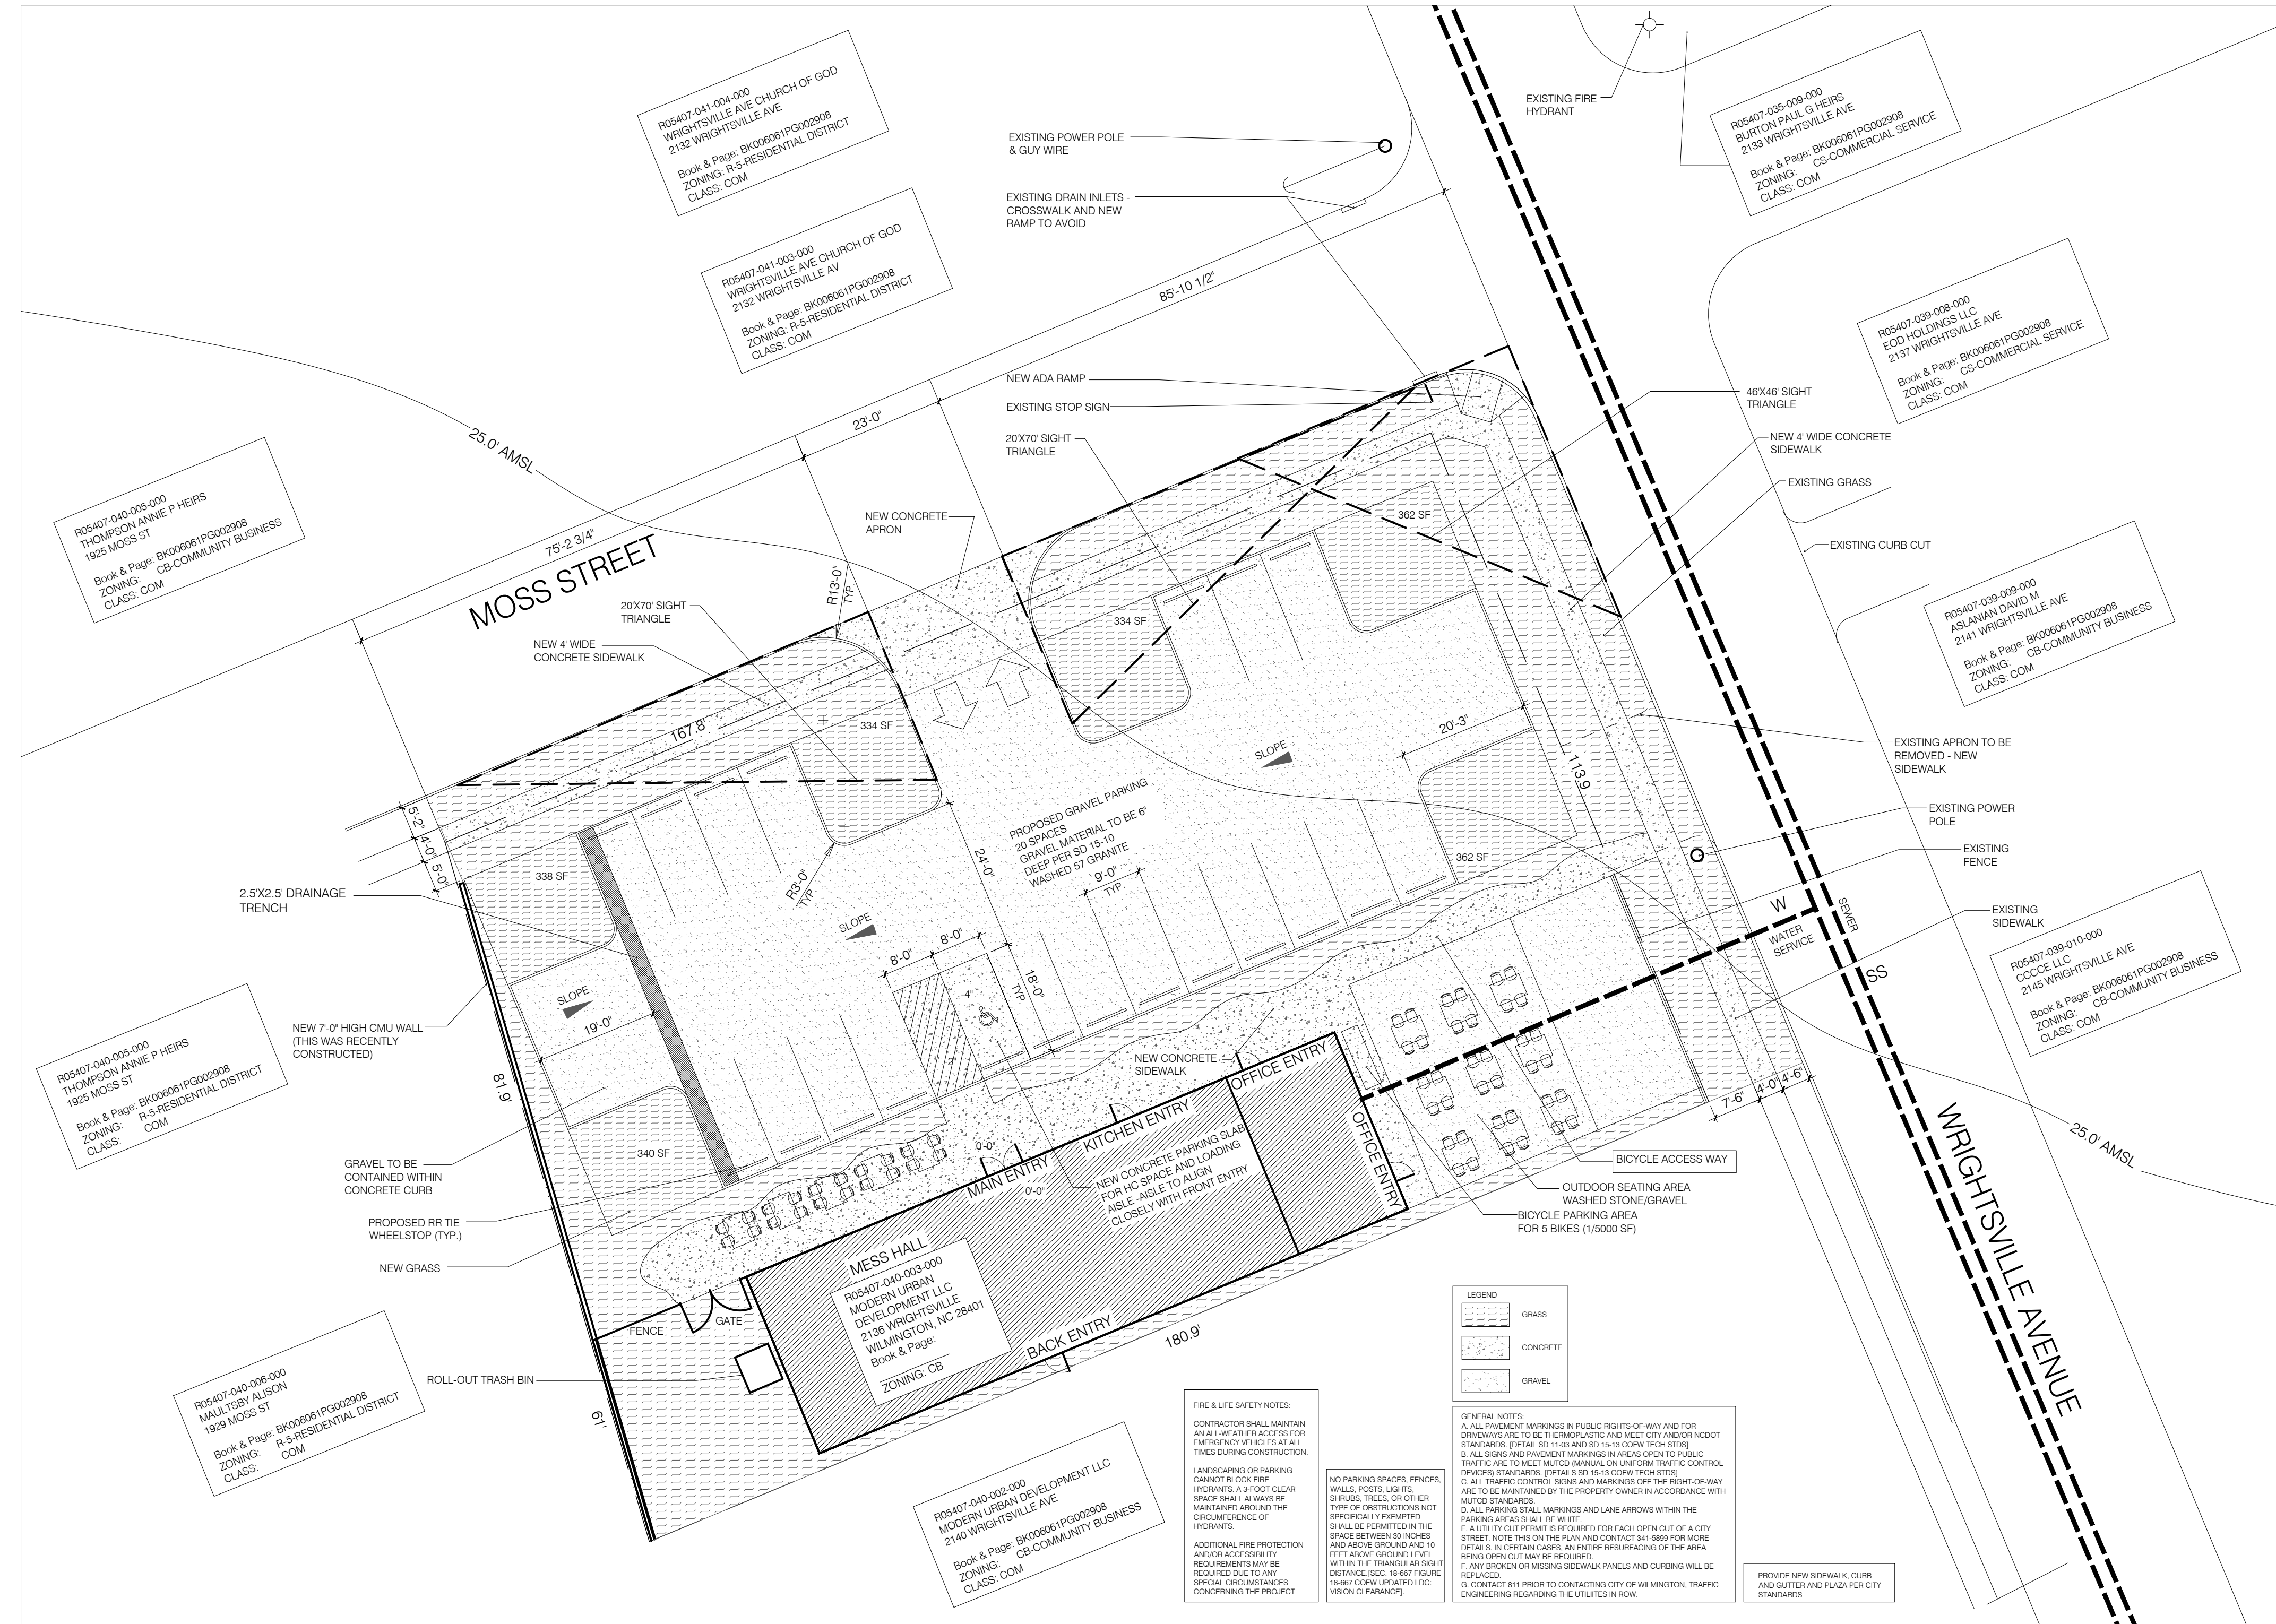 R05407-041-004-000
WRIGHTSVILLE AVE CHURCH OF GOD
2132 WRIGHTSVILLE AVE
Book & Page: BK006061PG002908
ZONING: R-5-RESIDENTIAL DISTRICT
CLASS: COM
R05407-041-003-000
WRIGHTSVILLE AVE CHURCH OF GOD
2132 WRIGHTSVILLE AV
Book & Page: BK006061PG002908
ZONING: R-5-RESIDENTIAL DISTRICT
CLASS: COM
EXISTING POWER POLE
& GUY WIRE
EXISTING DRAIN INLETS -
CROSSWALK AND NEW
RAMP TO AVOID
EXISTING FIRE
HYDRANT
R05407-035-009-000
BURTON PAUL G HEIRS
2133 WRIGHTSVILLE AVE
Book & Page: BK006061PG002908
ZONING: CS-COMMERCIAL SERVICE
CLASS: COM
R05407-039-008-000
EOD HOLDINGS LLC
2137 WRIGHTSVILLE AVE
Book & Page: BK006061PG002908
ZONING: CS-COMMERCIAL SERVICE
CLASS: COM
85'-10 1/2"
23'-0"
75'-2 3/4"
MOSS STREET
25.0' AMSL
NEW ADA RAMP
EXISTING STOP SIGN
20'X70' SIGHT
TRIANGLE
46'X46' SIGHT
TRIANGLE
NEW 4' WIDE CONCRETE
SIDEWALK
EXISTING GRASS
EXISTING CURB CUT
R05407-040-005-000
THOMPSON ANNIE P HEIRS
1925 MOSS ST
Book & Page: BK006061PG002908
ZONING: CB-COMMUNITY BUSINESS
CLASS: COM
NEW CONCRETE
APRON
R13'-0"
TYP
20'X70' SIGHT
TRIANGLE
NEW 4' WIDE
CONCRETE SIDEWALK
362 SF
334 SF
334 SF
167.8'
R05407-039-009-000
ASLANIAN DAVID M
2141 WRIGHTSVILLE AVE
Book & Page: BK006061PG002908
ZONING: CB-COMMUNITY BUSINESS
CLASS: COM
20'-3"
SLOPE
113.9
EXISTING APRON TO BE
REMOVED - NEW
SIDEWALK
EXISTING POWER
POLE
EXISTING
FENCE
EXISTING
SIDEWALK
5'-2"
4'-0"
5'-0"
338 SF
2.5'X2.5' DRAINAGE
TRENCH
PROPOSED GRAVEL PARKING
20 SPACES
GRAVEL MATERIAL TO BE 6"
DEEP PER SD 15-10
WASHED 57 GRANITE
R3'-0"
TYP
24'-0"
9'-0"
TYP
362 SF
SLOPE
8'-0"
8'-0"
18'-0"
TYP
-4"
-2"
SLOPE
19'-0"
W
WATER
SERVICE
SEWER
SS
R05407-039-010-000
CCCCE LLC
2145 WRIGHTSVILLE AVE
Book & Page: BK006061PG002908
ZONING: CB-COMMUNITY BUSINESS
CLASS: COM
NEW 7'-0" HIGH CMU WALL
(THIS WAS RECENTLY
CONSTRUCTED)
R05407-040-005-000
THOMPSON ANNIE P HEIRS
1925 MOSS ST
Book & Page: BK006061PG002908
ZONING: R-5-RESIDENTIAL DISTRICT
CLASS: COM
81.9'
NEW CONCRETE
SIDEWALK
OFFICE ENTRY
OFFICE ENTRY
KITCHEN ENTRY
MAIN ENTRY
0'-0"
0'-0"
NEW CONCRETE PARKING SLAB
FOR HC SPACE AND LOADING
AISLE -AISLE TO ALIGN
CLOSELY WITH FRONT ENTRY
7'-6"
4'-0"
4'-6"
WRIGHTSVILLE AVENUE
25.0' AMSL
340 SF
GRAVEL TO BE
CONTAINED WITHIN
CONCRETE CURB
PROPOSED RR TIE
WHEELSTOP (TYP.)
NEW GRASS
BICYCLE ACCESS WAY
OUTDOOR SEATING AREA
WASHED STONE/GRAVEL
BICYCLE PARKING AREA
FOR 5 BIKES (1/5000 SF)
MESS HALL
R05407-040-003-000
MODERN URBAN
DEVELOPMENT LLC
2136 WRIGHTSVILLE
WILMINGTON, NC 28401
Book & Page:
ZONING: CB
FENCE
GATE
BACK ENTRY
180.9'
ROLL-OUT TRASH BIN
61'
R05407-040-006-000
MAULTSBY ALISON
1929 MOSS ST
Book & Page: BK006061PG002908
ZONING: R-5-RESIDENTIAL DISTRICT
CLASS: COM
R05407-040-002-000
MODERN URBAN DEVELOPMENT LLC
2140 WRIGHTSVILLE AVE
Book & Page: BK006061PG002908
ZONING: CB-COMMUNITY BUSINESS
CLASS: COM
LEGEND
GRASS
CONCRETE
GRAVEL
FIRE & LIFE SAFETY NOTES:
CONTRACTOR SHALL MAINTAIN
AN ALL-WEATHER ACCESS FOR
EMERGENCY VEHICLES AT ALL
TIMES DURING CONSTRUCTION.
LANDSCAPING OR PARKING
CANNOT BLOCK FIRE
HYDRANTS. A 3-FOOT CLEAR
SPACE SHALL ALWAYS BE
MAINTAINED AROUND THE
CIRCUMFERENCE OF
HYDRANTS.
ADDITIONAL FIRE PROTECTION
AND/OR ACCESSIBILITY
REQUIREMENTS MAY BE
REQUIRED DUE TO ANY
SPECIAL CIRCUMSTANCES
CONCERNING THE PROJECT
NO PARKING SPACES, FENCES,
WALLS, POSTS, LIGHTS,
SHRUBS, TREES, OR OTHER
TYPE OF OBSTRUCTIONS NOT
SPECIFICALLY EXEMPTED
SHALL BE PERMITTED IN THE
SPACE BETWEEN 30 INCHES
AND ABOVE GROUND AND 10
FEET ABOVE GROUND LEVEL
WITHIN THE TRIANGULAR SIGHT
DISTANCE.[SEC. 18-667 FIGURE
18-667 COFW UPDATED LDC:
VISION CLEARANCE].
GENERAL NOTES:
A. ALL PAVEMENT MARKINGS IN PUBLIC RIGHTS-OF-WAY AND FOR
DRIVEWAYS ARE TO BE THERMOPLASTIC AND MEET CITY AND/OR NCDOT
STANDARDS. [DETAIL SD 11-03 AND SD 15-13 COFW TECH STDS]
B. ALL SIGNS AND PAVEMENT MARKINGS IN AREAS OPEN TO PUBLIC
TRAFFIC ARE TO MEET MUTCD (MANUAL ON UNIFORM TRAFFIC CONTROL
DEVICES) STANDARDS. [DETAILS SD 15-13 COFW TECH STDS]
C. ALL TRAFFIC CONTROL SIGNS AND MARKINGS OFF THE RIGHT-OF-WAY
ARE TO BE MAINTAINED BY THE PROPERTY OWNER IN ACCORDANCE WITH
MUTCD STANDARDS.
D. ALL PARKING STALL MARKINGS AND LANE ARROWS WITHIN THE
PARKING AREAS SHALL BE WHITE.
E. A UTILITY CUT PERMIT IS REQUIRED FOR EACH OPEN CUT OF A CITY
STREET. NOTE THIS ON THE PLAN AND CONTACT 341-5899 FOR MORE
DETAILS. IN CERTAIN CASES, AN ENTIRE RESURFACING OF THE AREA
BEING OPEN CUT MAY BE REQUIRED.
F. ANY BROKEN OR MISSING SIDEWALK PANELS AND CURBING WILL BE
REPLACED.
G. CONTACT 811 PRIOR TO CONTACTING CITY OF WILMINGTON, TRAFFIC
ENGINEERING REGARDING THE UTILIITES IN ROW.
PROVIDE NEW SIDEWALK, CURB
AND GUTTER AND PLAZA PER CITY
STANDARDS